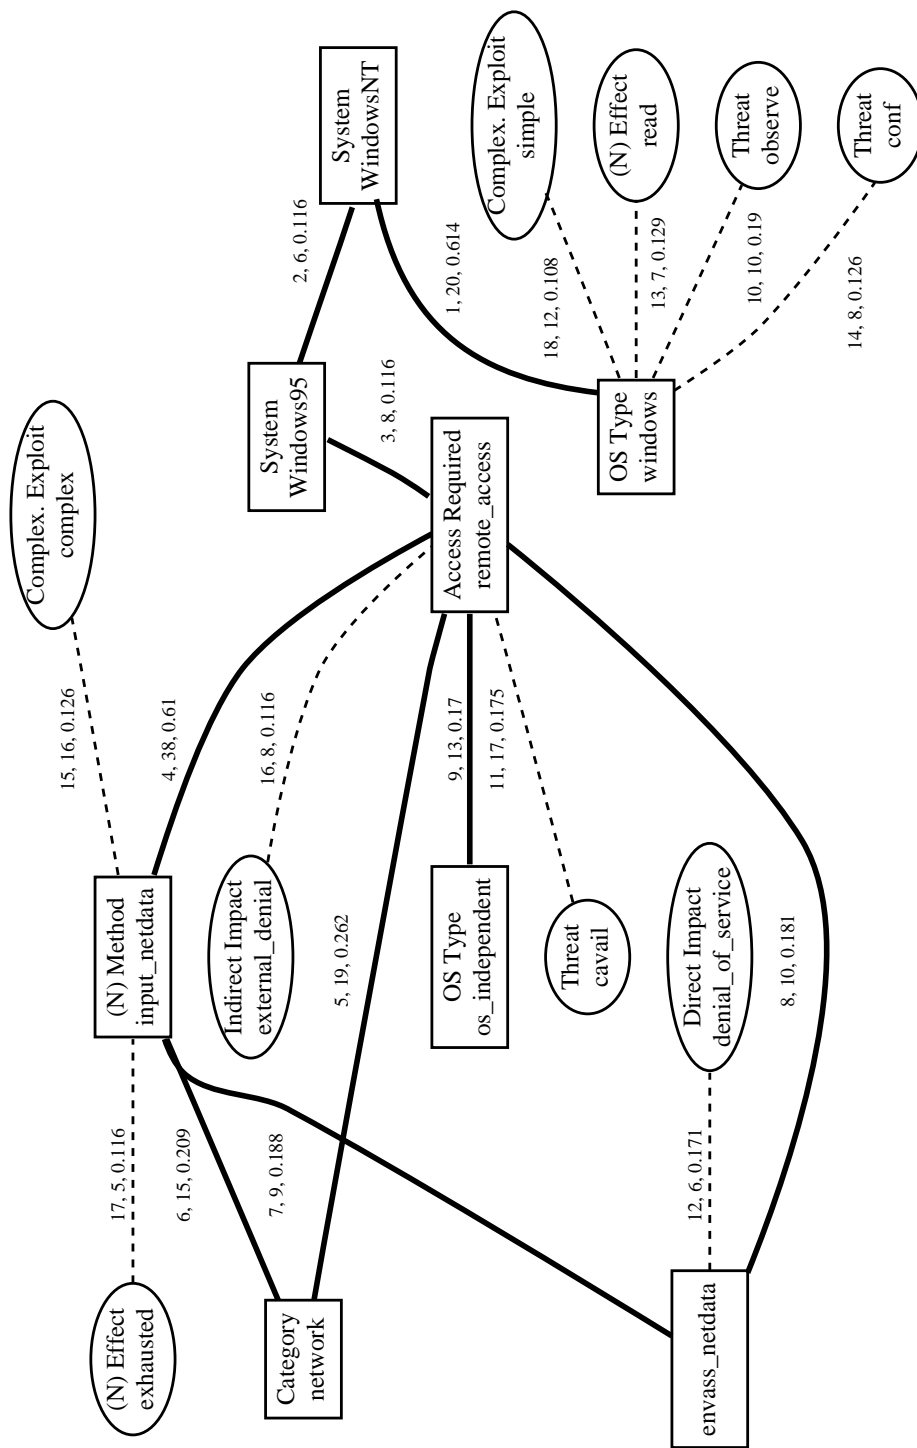 (N) Effect
exhausted
17, 5, 0.116
(N) Method
input_netdata
15, 16, 0.126
Complex. Exploit
complex
Category
network
6, 15, 0.209
7, 9, 0.188
5, 19, 0.262
Indirect Impact
external_denial
4, 38, 0.61
16, 8, 0.116
System
Windows95
3, 8, 0.116
2, 6, 0.116
System
WindowsNT
OS Type
os_independent
9, 13, 0.17
11, 17, 0.175
Access Required
remote_access
1, 20, 0.614
Threat
cavail
envass_netdata
12, 6, 0.171
Direct Impact
denial_of_service
8, 10, 0.181
OS Type
windows
18, 12, 0.108
Complex. Exploit
simple
13, 7, 0.129
(N) Effect
read
10, 10, 0.19
Threat
observe
14, 8, 0.126
Threat
conf